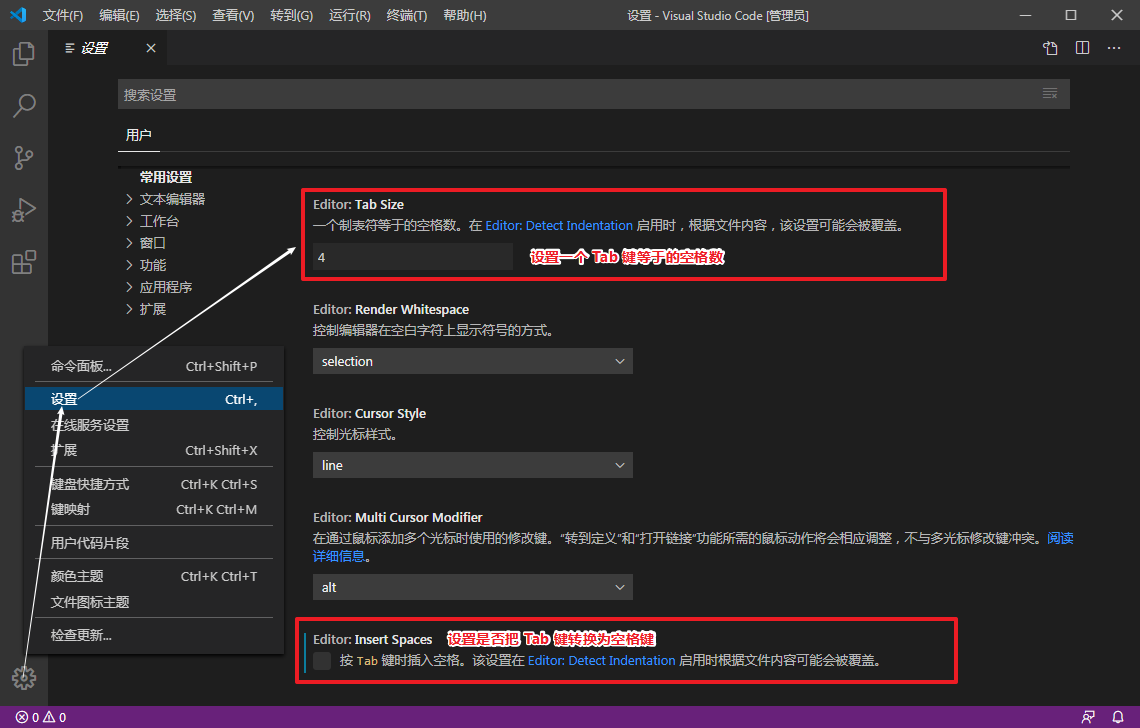 文件(F) 编辑(E) 选择(S) 查看(V) 转到(G) 运行(R) 终端(T) 帮助(H) 设置 - Visual Studio Code [管理员]
设置
搜索设置
用户
常用设置
文本编辑器
工作台
窗口
功能
应用程序
扩展
Editor: Tab Size
一个制表符等于的空格数。在 Editor: Detect Indentation 启用时，根据文件内容，该设置可能会被覆盖。
4 设置一个 Tab 键等于的空格数
Editor: Render Whitespace
控制编辑器在空白字符上显示符号的方式。
selection
Editor: Cursor Style
控制光标样式。
line
Editor: Multi Cursor Modifier
在通过鼠标添加多个光标时使用的修改键。“转到定义”和“打开链接”功能所需的鼠标动作将会相应调整，不与多光标修改键冲突。阅读
详细信息。
alt
Editor: Insert Spaces 设置是否把 Tab 键转换为空格键
按 Tab 键时插入空格。该设置在 Editor: Detect Indentation 启用时根据文件内容可能会被覆盖。
命令面板... Ctrl+Shift+P
设置 Ctrl+,
在线服务设置
扩展 Ctrl+Shift+X
键盘快捷方式 Ctrl+K Ctrl+S
键映射 Ctrl+K Ctrl+M
用户代码片段
颜色主题 Ctrl+K Ctrl+T
文件图标主题
检查更新...
0 0